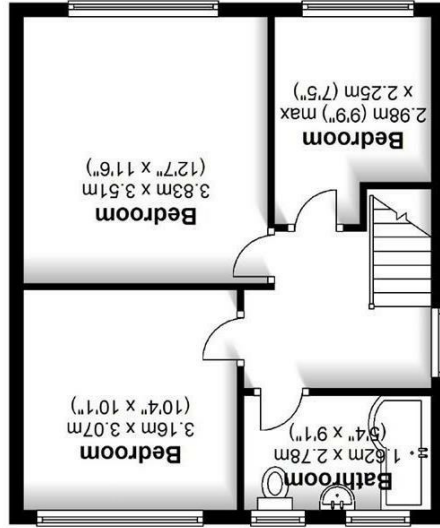 Bathroom
1.62m x 2.78m
(5'4" x 9'1")
Bedroom
3.16m x 3.07m
(10'4" x 10'1")
Bedroom
3.83m x 3.51m
(12'7" x 11'6")
Bedroom
2.98m (9'9") max
x 2.25m (7'5")